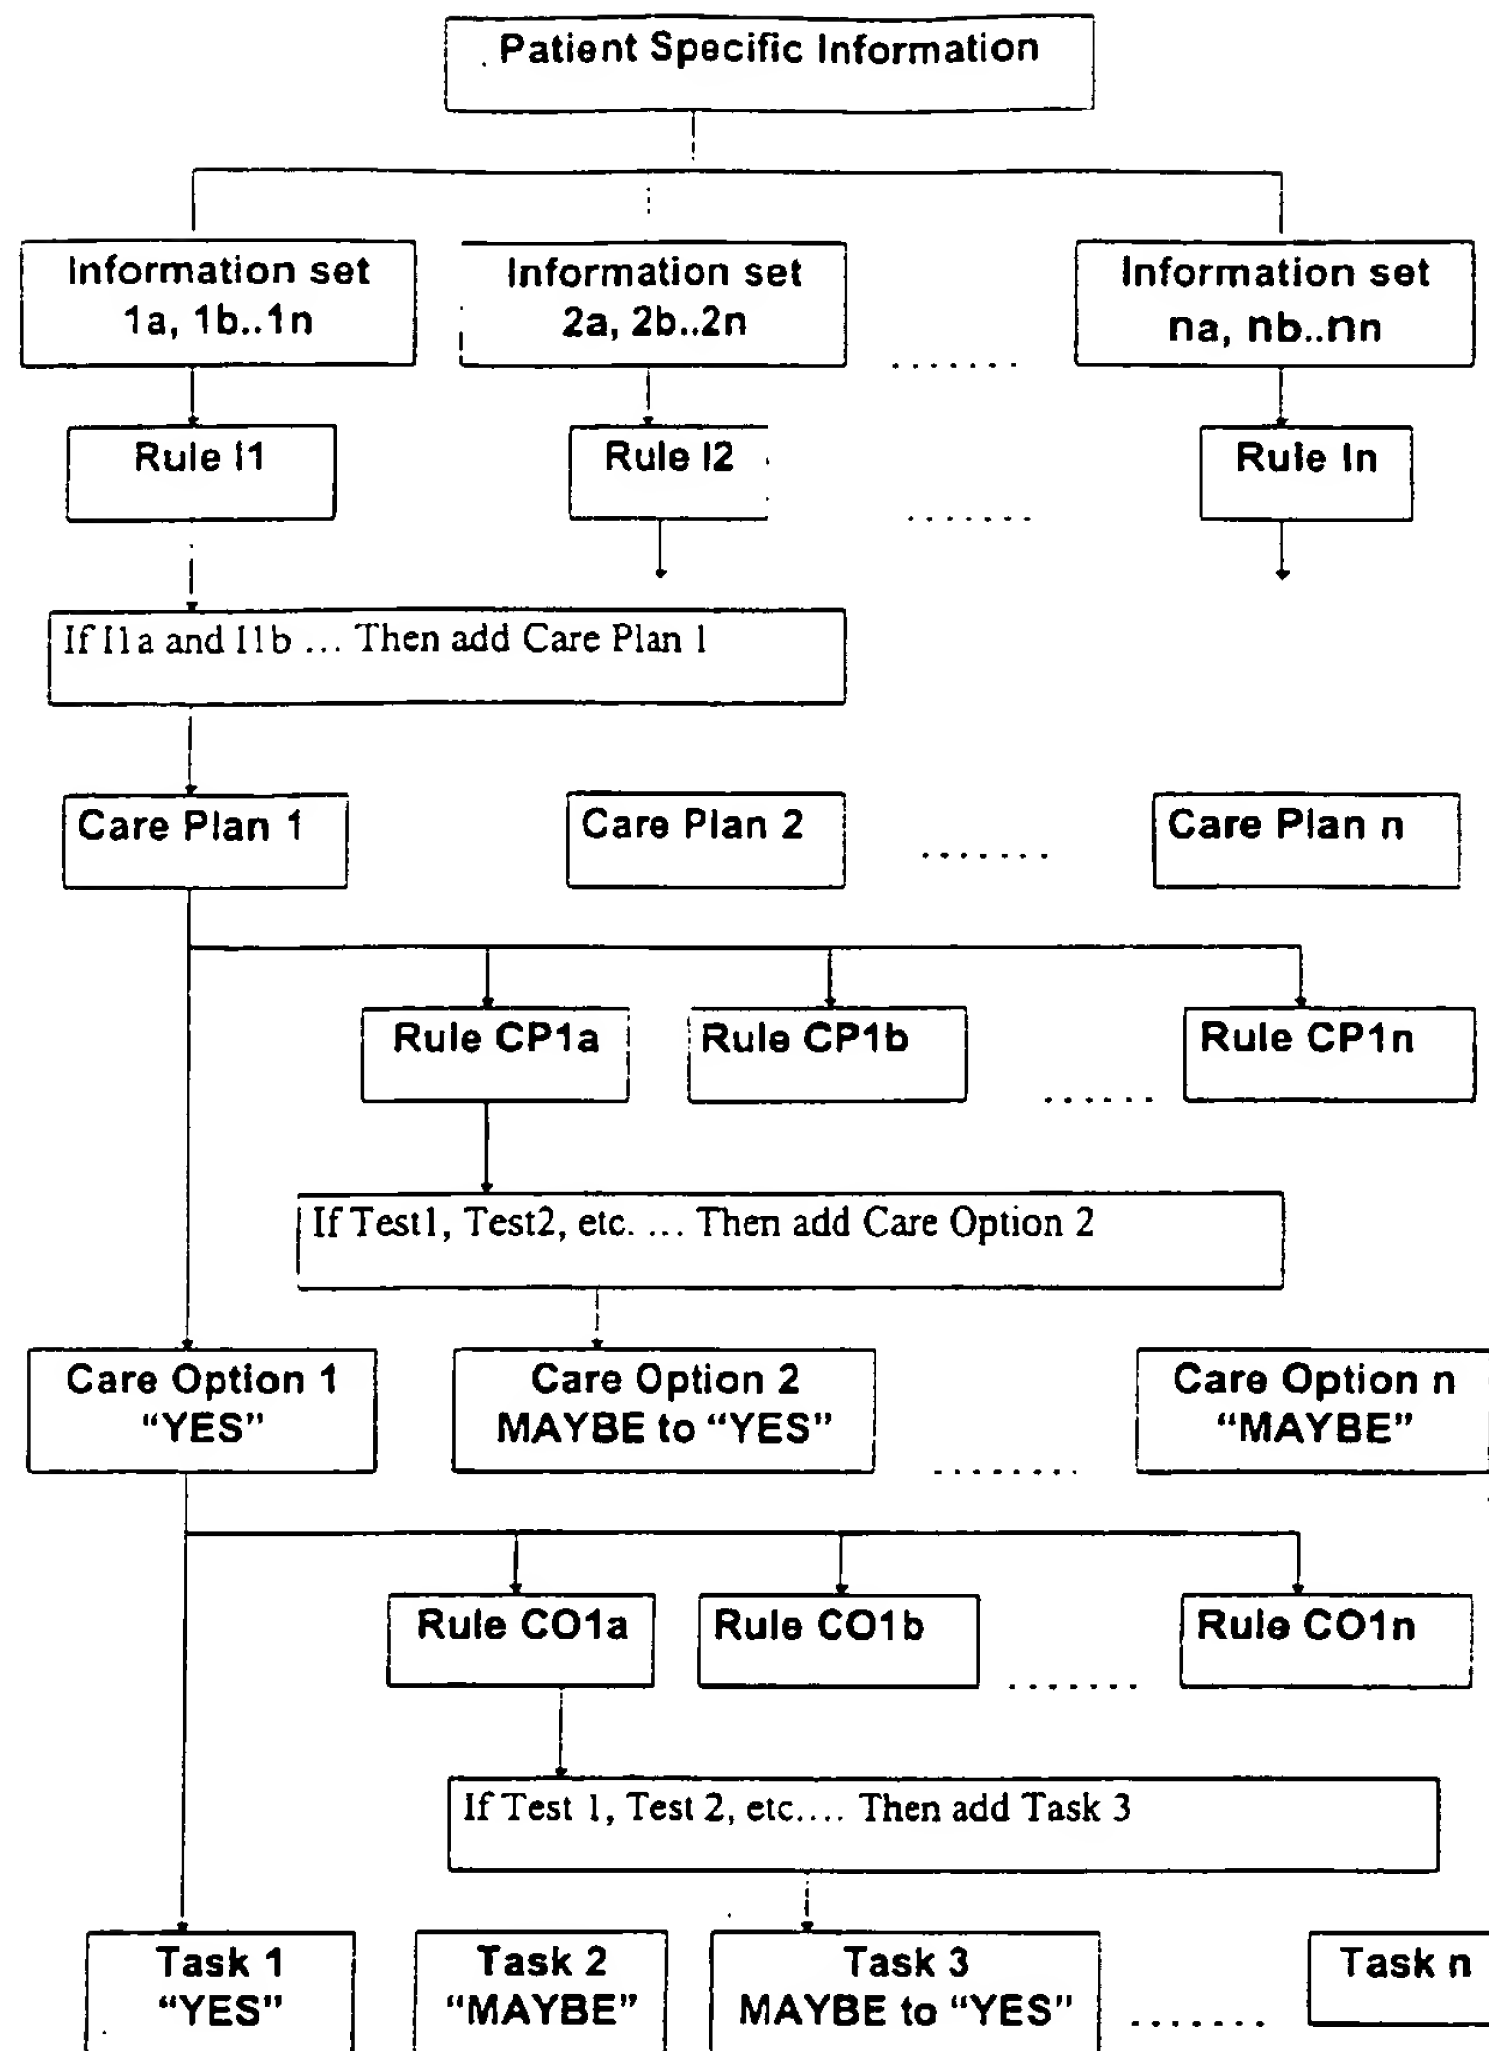 Patient Specific Information
Information set
1a, 1b..1n
Information set
2a, 2b..2n
Information set
na, nb..nn
.......
Rule I1
Rule I2
Rule In
.......
If I1a and I1b ... Then add Care Plan 1
Care Plan 1
Care Plan 2
.......
Care Plan n
Rule CP1a
Rule CP1b
......
Rule CP1n
If Test1, Test2, etc. ... Then add Care Option 2
Care Option 1
“YES”
Care Option 2
MAYBE to “YES”
.......
Care Option n
“MAYBE”
Rule CO1a
Rule CO1b
.......
Rule CO1n
If Test 1, Test 2, etc.... Then add Task 3
Task 1
“YES”
Task 2
“MAYBE”
Task 3
MAYBE to “YES”
.......
Task n